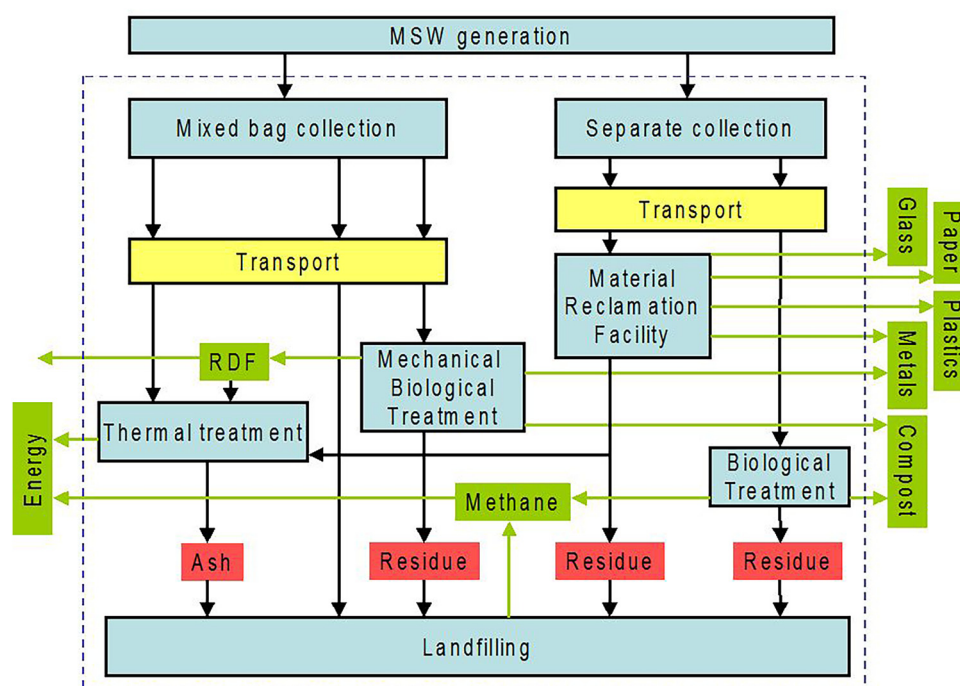 MSW generation
Mixed bag collection
Separate collection
Transport
Glass
Paper
Transport
Material
Reclamation
Facility
Plastics
Metals
RDF
Mechanical
Biological
Treatment
Thermal treatment
Energy
Compost
Biological
Treatment
Methane
Ash
Residue
Residue
Residue
Landfilling